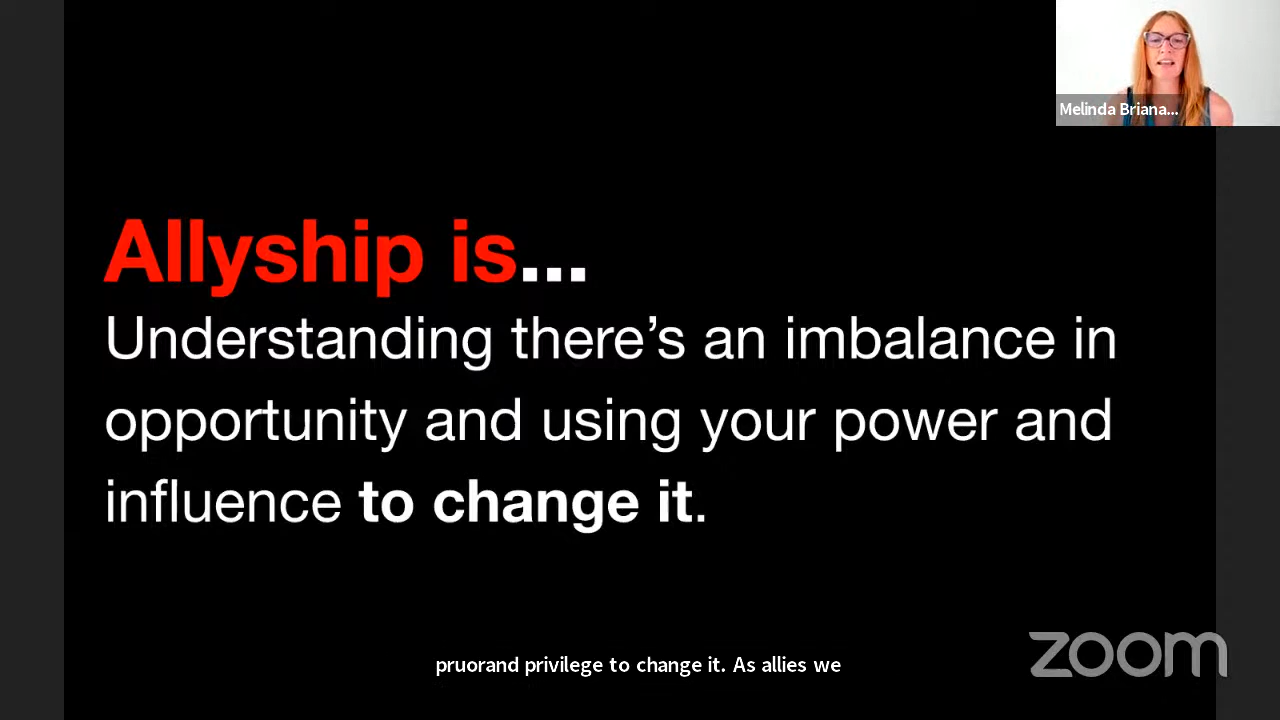 Melinda Briana...
Allyship is...
Understanding there’s an imbalance in
opportunity and using your power and
influence to change it.
pruorand privilege to change it. As allies we
zoom